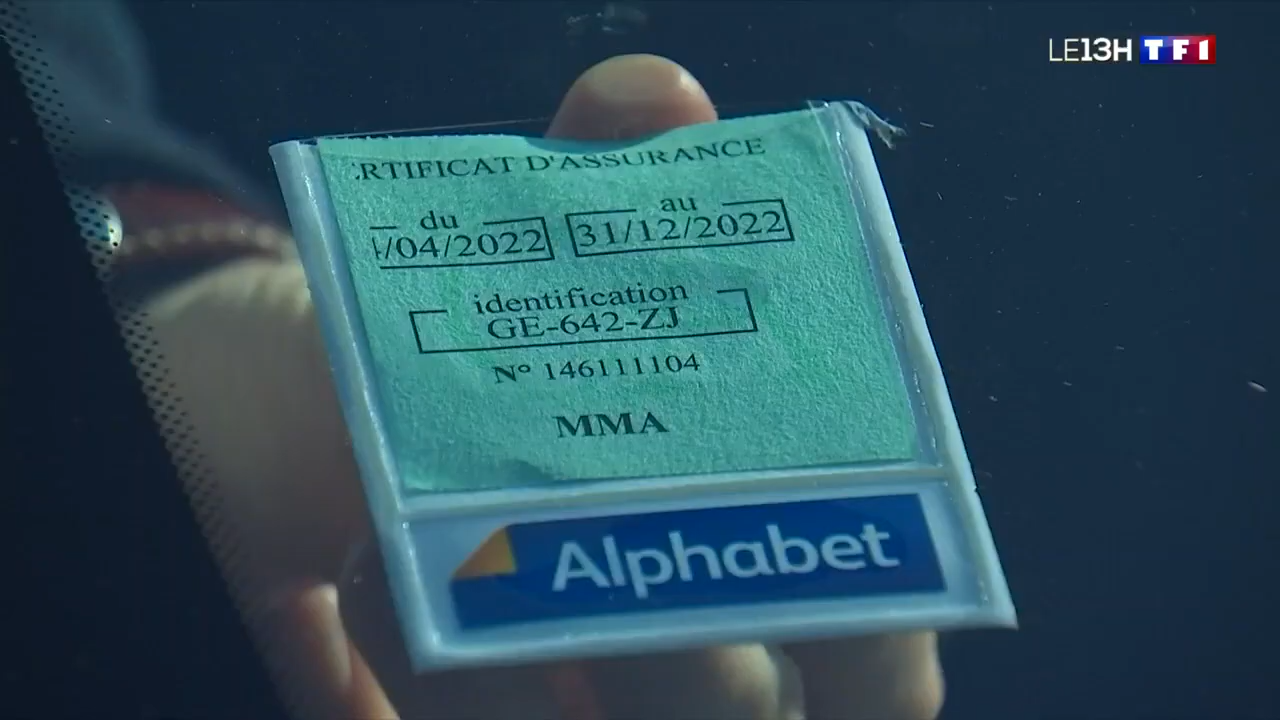 LE13H TF1
RTIFICAT D'ASSURANCE
du au
/04/2022 31/12/2022
identification
GE-642-ZJ
N° 146111104
MMA
Alphabet